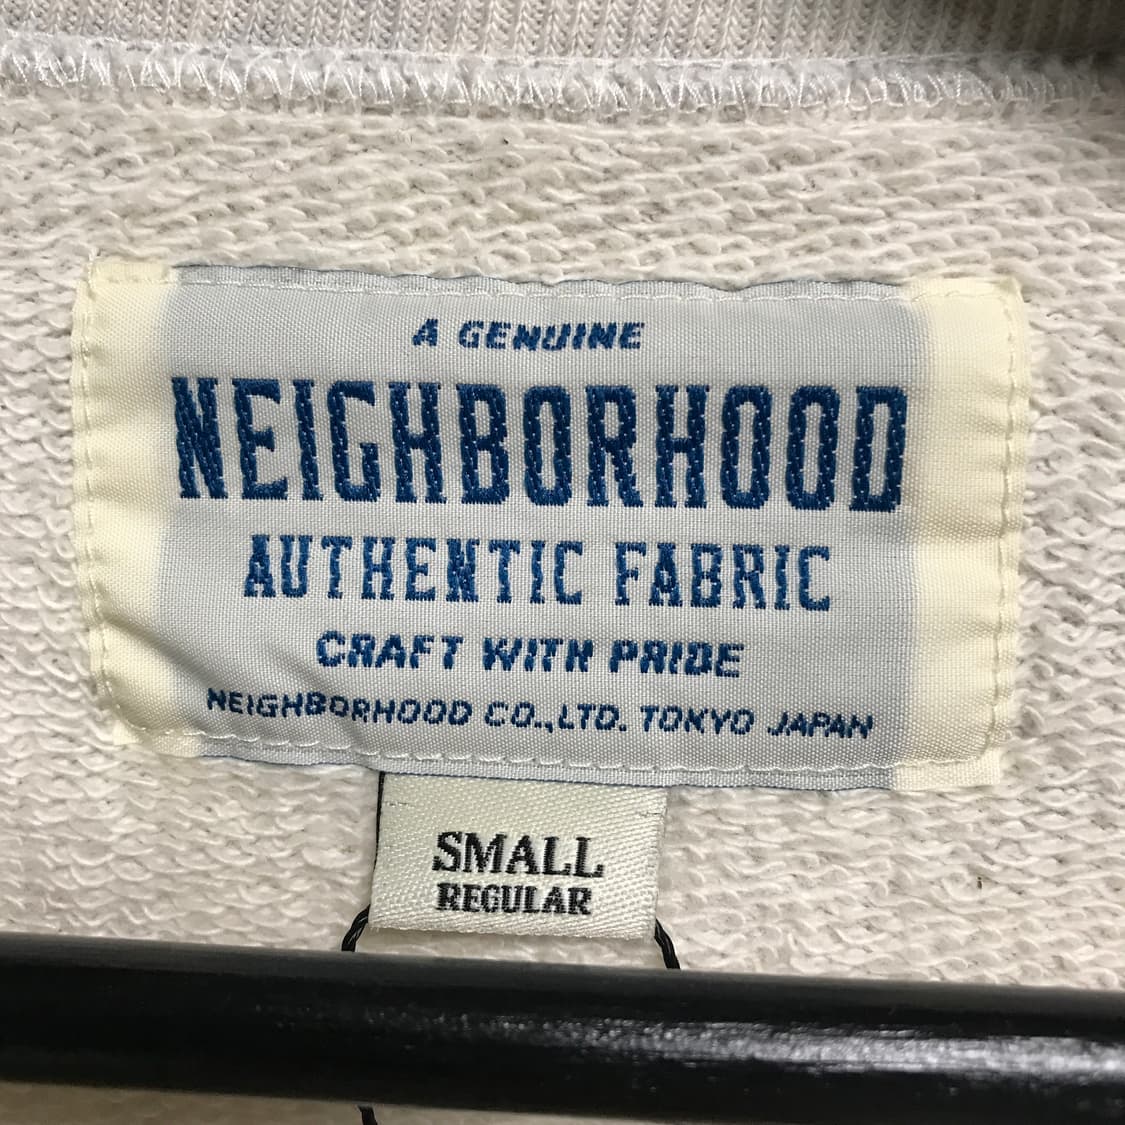 A GENUINE
NEIGHBORHOOD
AUTHENTIC FABRIC
CRAFT WITH PRIDE
NEIGHBORHOOD CO.,LTD. TOKYO JAPAN
SMALL
REGULAR